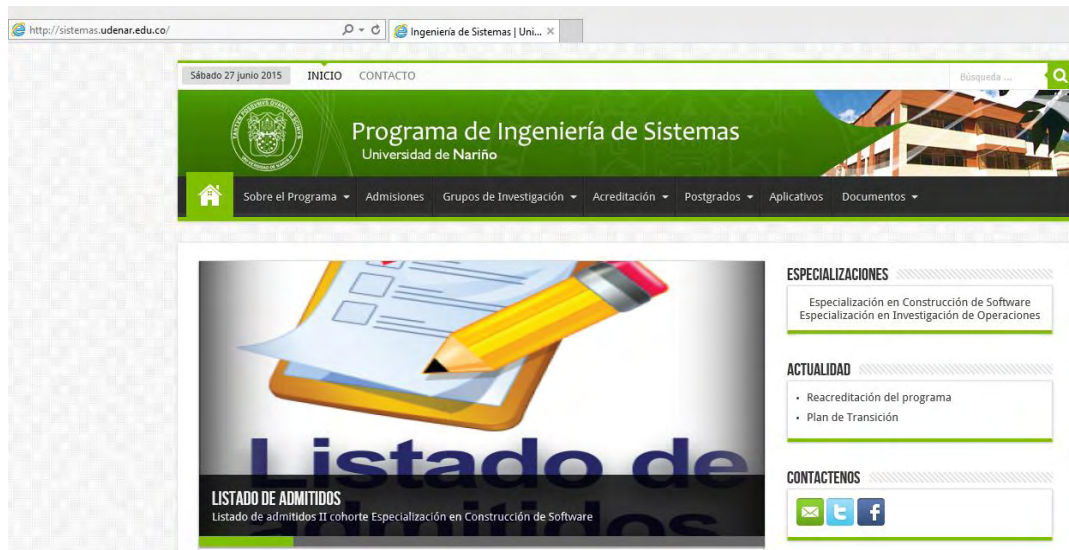 http://sistemas.udenar.edu.co/
Ingeniería de Sistemas | Uni...
Sábado 27 junio 2015 INICIO CONTACTO Búsqueda ...
Programa de Ingeniería de Sistemas
Universidad de Nariño
Sobre el Programa Admisiones Grupos de Investigación Acreditación Postgrados Aplicativos Documentos
Listado de
admitidos
LISTADO DE ADMITIDOS
Listado de admitidos II cohorte Especialización en Construcción de Software
ESPECIALIZACIONES
Especialización en Construcción de Software
Especialización en Investigación de Operaciones
ACTUALIDAD
• Reacreditación del programa
• Plan de Transición
CONTACTENOS